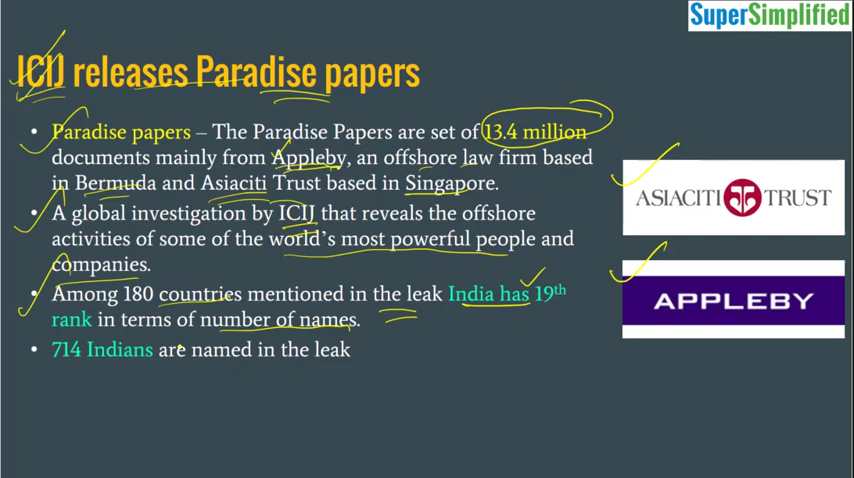 SuperSimplified
ICIJ releases Paradise papers
• Paradise papers – The Paradise Papers are set of 13.4 million
documents mainly from Appleby, an offshore law firm based
in Bermuda and Asiaciti Trust based in Singapore.
• A global investigation by ICIJ that reveals the offshore
activities of some of the world's most powerful people and
companies.
• Among 180 countries mentioned in the leak India has 19th
rank in terms of number of names.
• 714 Indians are named in the leak
ASIACITI TRUST
APPLEBY